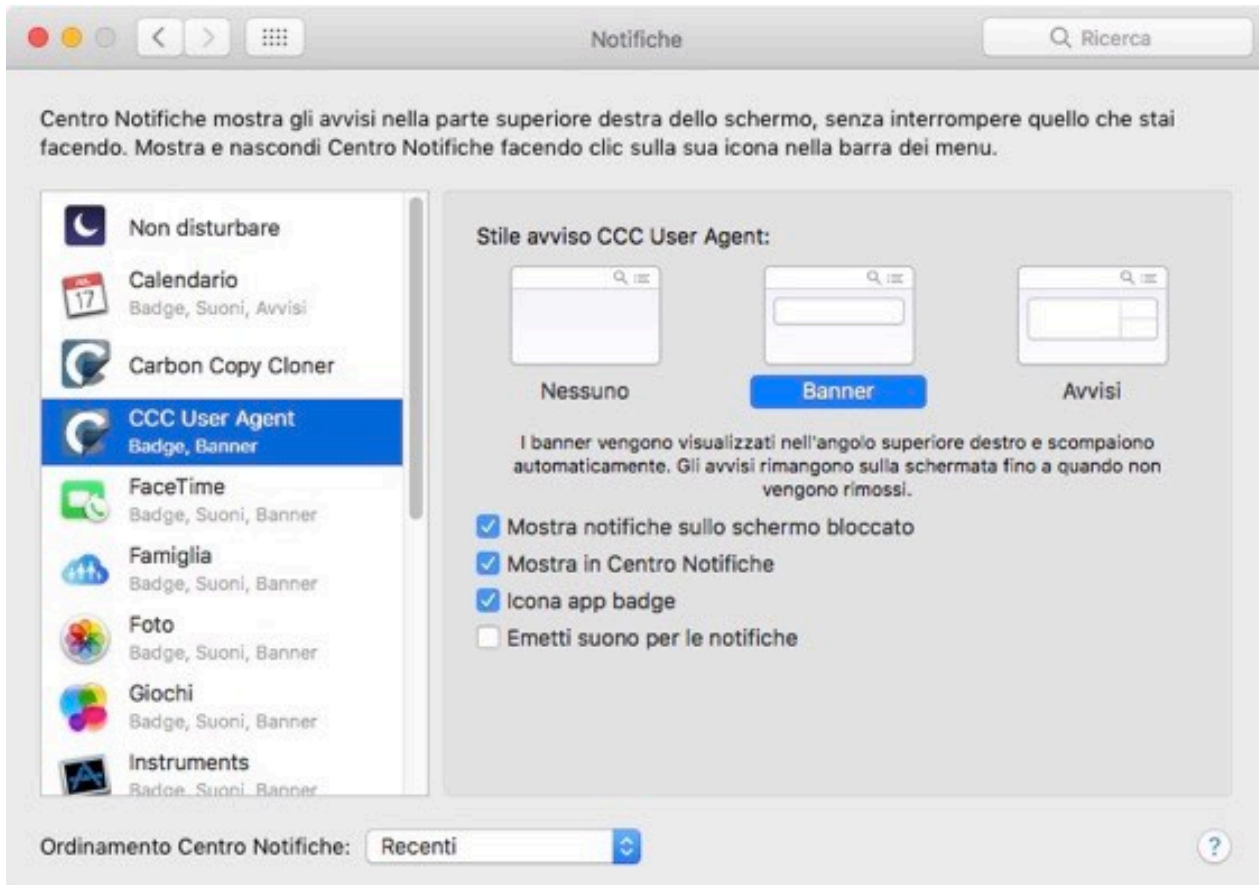 Notifiche
Ricerca
Centro Notifiche mostra gli avvisi nella parte superiore destra dello schermo, senza interrompere quello che stai
facendo. Mostra e nascondi Centro Notifiche facendo clic sulla sua icona nella barra dei menu.
Non disturbare
Calendario
Badge, Suoni, Avvisi
Carbon Copy Cloner
CCC User Agent
Badge, Banner
FaceTime
Badge, Suoni, Banner
Famiglia
Badge, Suoni, Banner
Foto
Badge, Suoni, Banner
Giochi
Badge, Suoni, Banner
Instruments
Badge, Suoni, Banner
Stile avviso CCC User Agent:
Nessuno
Banner
Avvisi
I banner vengono visualizzati nell'angolo superiore destro e scompaiono
automaticamente. Gli avvisi rimangono sulla schermata fino a quando non
vengono rimossi.
Mostra notifiche sullo schermo bloccato
Mostra in Centro Notifiche
Icona app badge
Emetti suono per le notifiche
Ordinamento Centro Notifiche:
Recenti
?
17